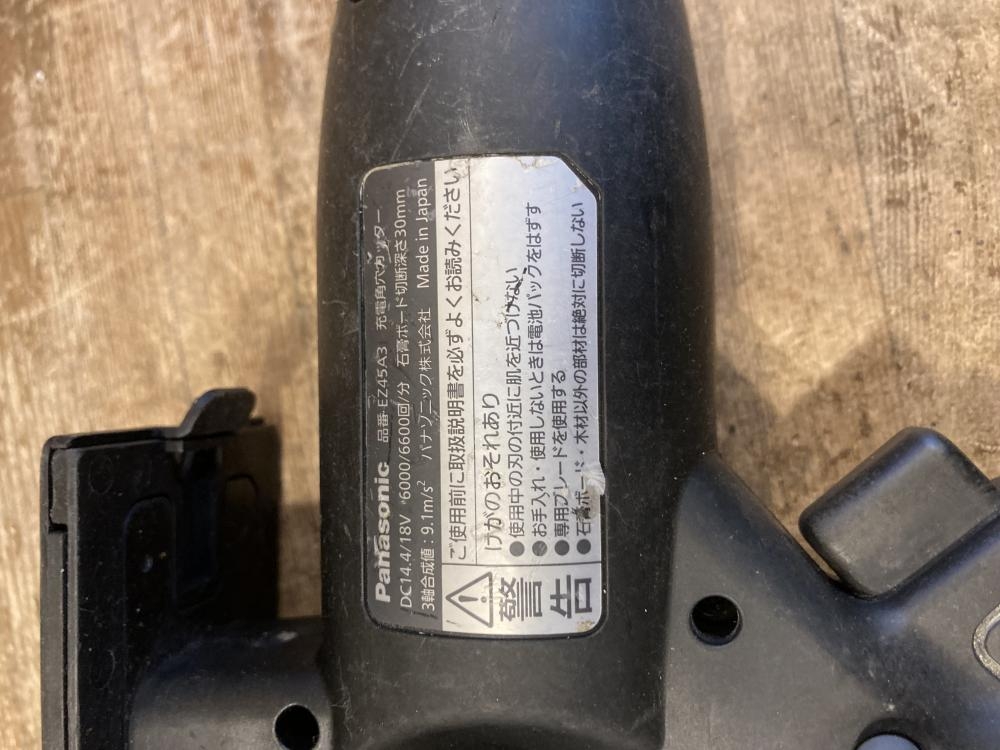 Panasonic 品番 EZ45A3 充電角穴カッター
DC14.4/18V 6000/6600回/分 石膏ボード切断深さ30mm
3軸合成値：9.1m/s² パナソニック株式会社 Made in Japan
警告
ご使用前に取扱説明書を必ずよくお読みください
けがのおそれあり
●使用中の刃の付近に肌を近づけない
●お手入れ・使用しないときは電池パックをはずす
●専用ブレードを使用する
●石膏ボード・木材以外の部材は絶対に切断しない